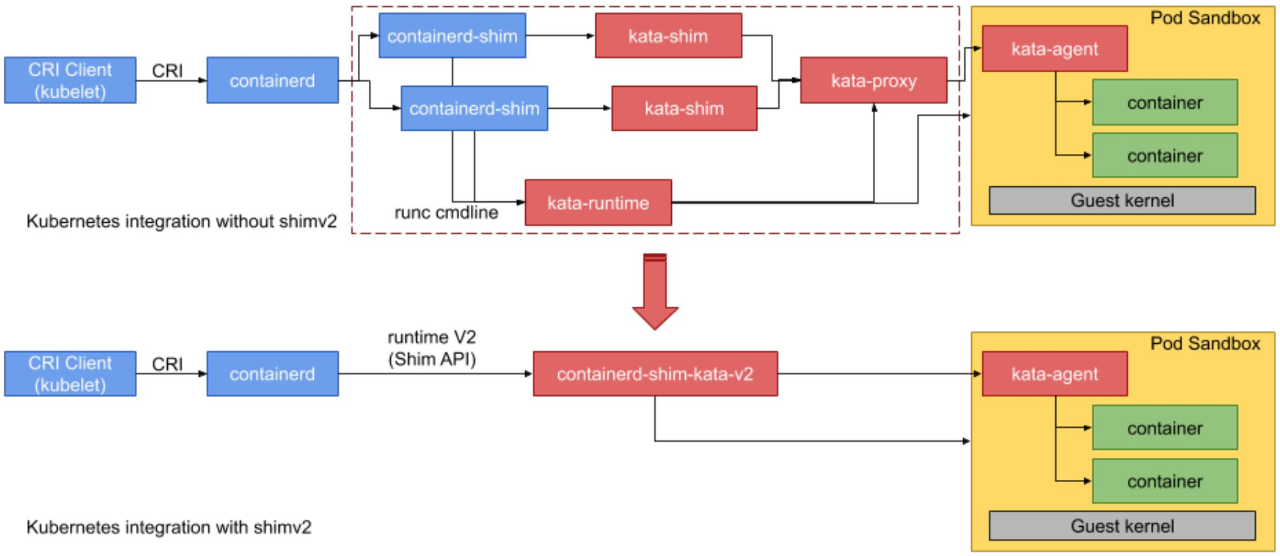 Pod Sandbox
containerd-shim
kata-shim
kata-agent
CRI Client
(kubelet)
CRI
containerd
kata-proxy
containerd-shim
kata-shim
container
container
kata-runtime
runc cmdline
Guest kernel
Kubernetes integration without shimv2
runtime V2
(Shim API)
Pod Sandbox
CRI Client
(kubelet)
CRI
containerd
containerd-shim-kata-v2
kata-agent
container
container
Guest kernel
Kubernetes integration with shimv2